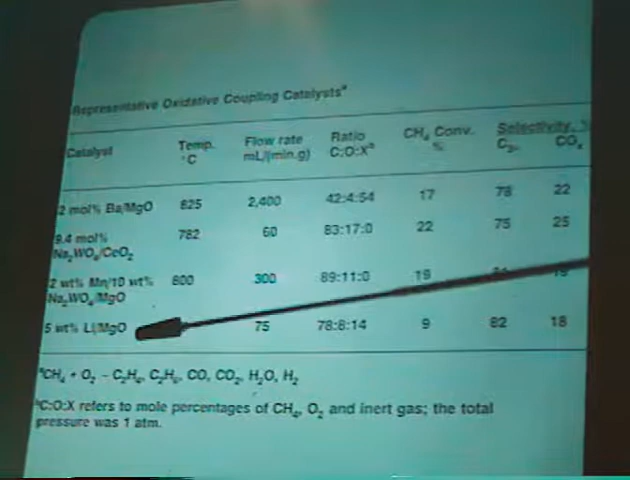 Representative Oxidative Coupling Catalystsª
Catalyst Temp. °C Flow rate mL/(min.g) Ratio C:O:Xᵇ CH₄ Conv. % Selectivity, % C₂₊ COₓ
2 mol% Ba/MgO 825 2,400 42:4:54 17 78 22
9.4 mol% 782 60 83:17:0 22 75 25
Na₂WO₄/CeO₂
2 wt% Mn/10 wt% 800 300 89:11:0 19
Na₂WO₄/MgO
5 wt% Li/MgO 75 78:8:14 9 82 18
ªCH₄ + O₂ → C₂H₄, C₂H₆, CO, CO₂, H₂O, H₂
ᵇC:O:X refers to mole percentages of CH₄, O₂ and inert gas; the total
pressure was 1 atm.